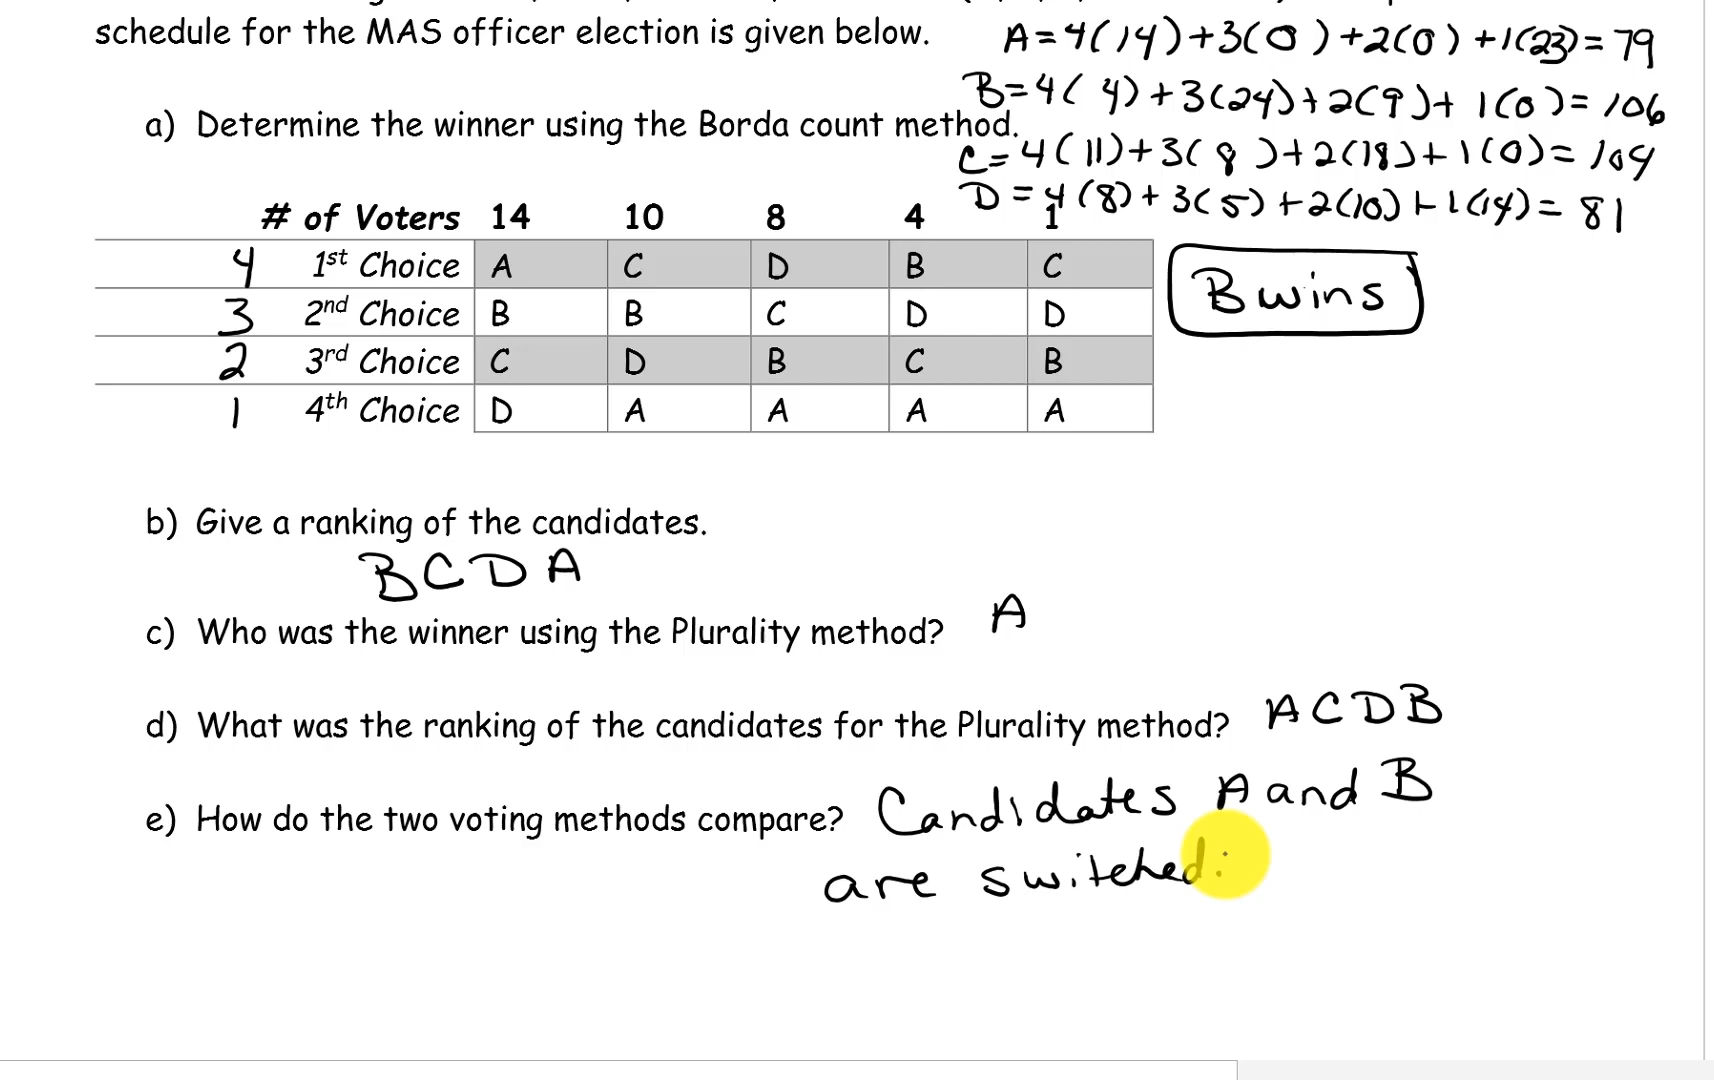 schedule for the MAS officer election is given below.
A=4(14)+3(0)+2(0)+1(23)=79
B=4(4)+3(24)+2(9)+1(0)=106
a) Determine the winner using the Borda count method.
C=4(11)+3(8)+2(18)+1(0)=104
D=4(8)+3(5)+2(10)+1(14)=81
# of Voters 14 10 8 4 1
4 1st Choice A C D B C
3 2nd Choice B B C D D
2 3rd Choice C D B C B
1 4th Choice D A A A A
B wins
b) Give a ranking of the candidates.
B C D A
c) Who was the winner using the Plurality method? A
d) What was the ranking of the candidates for the Plurality method? A C D B
e) How do the two voting methods compare? Candidates A and B
are switched.